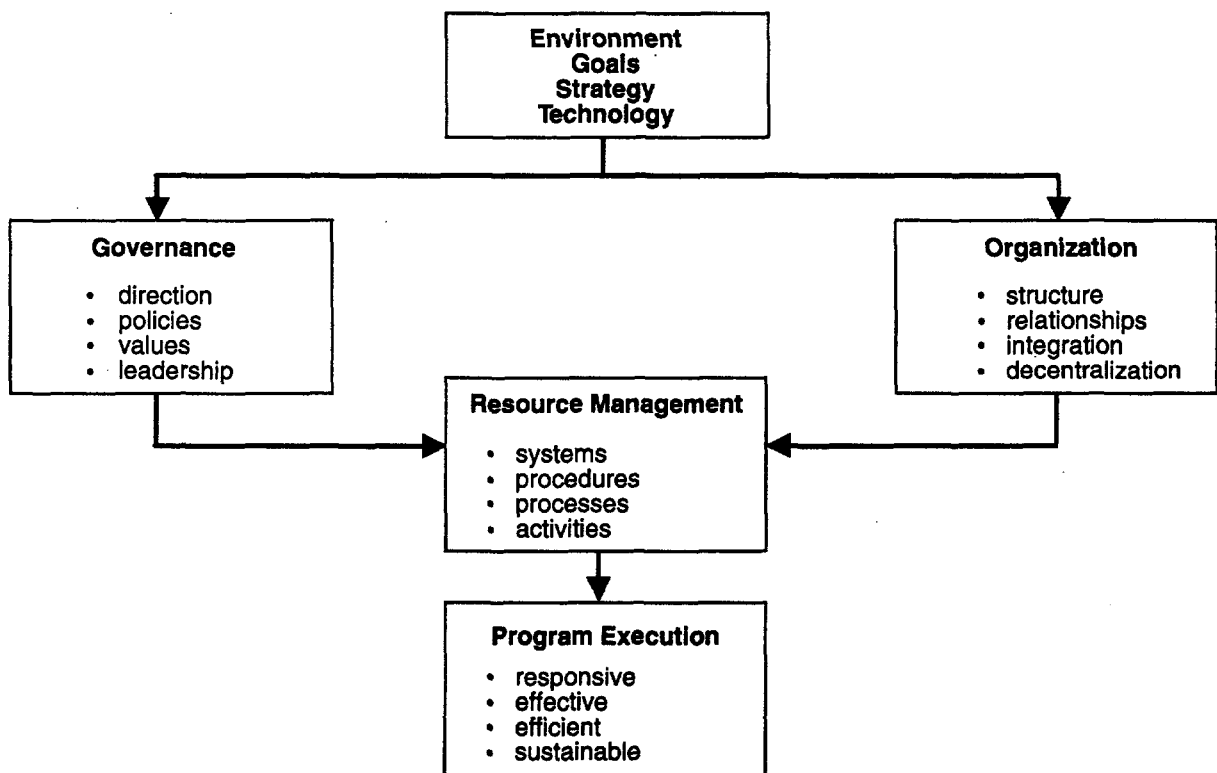 Environment
Goals
Strategy
Technology
Governance
• direction
• policies
• values
• leadership
Organization
• structure
• relationships
• integration
• decentralization
Resource Management
• systems
• procedures
• processes
• activities
Program Execution
• responsive
• effective
• efficient
• sustainable